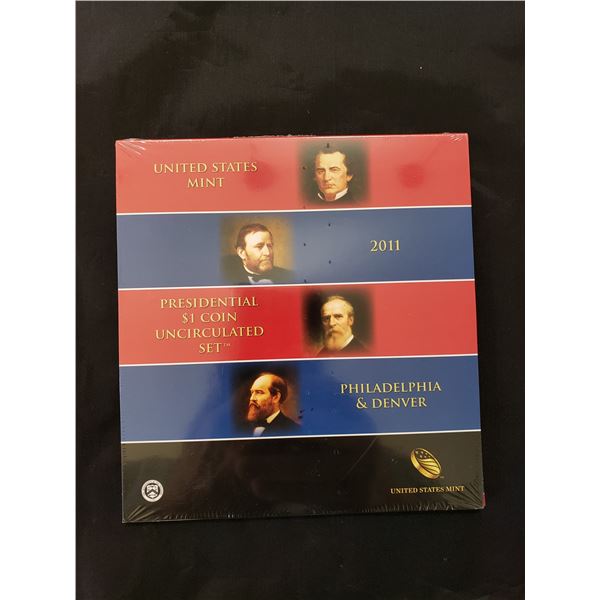 UNITED STATES
MINT
2011
PRESIDENTIAL
$1 COIN
UNCIRCULATED
SET™
PHILADELPHIA
& DENVER
UNITED STATES MINT